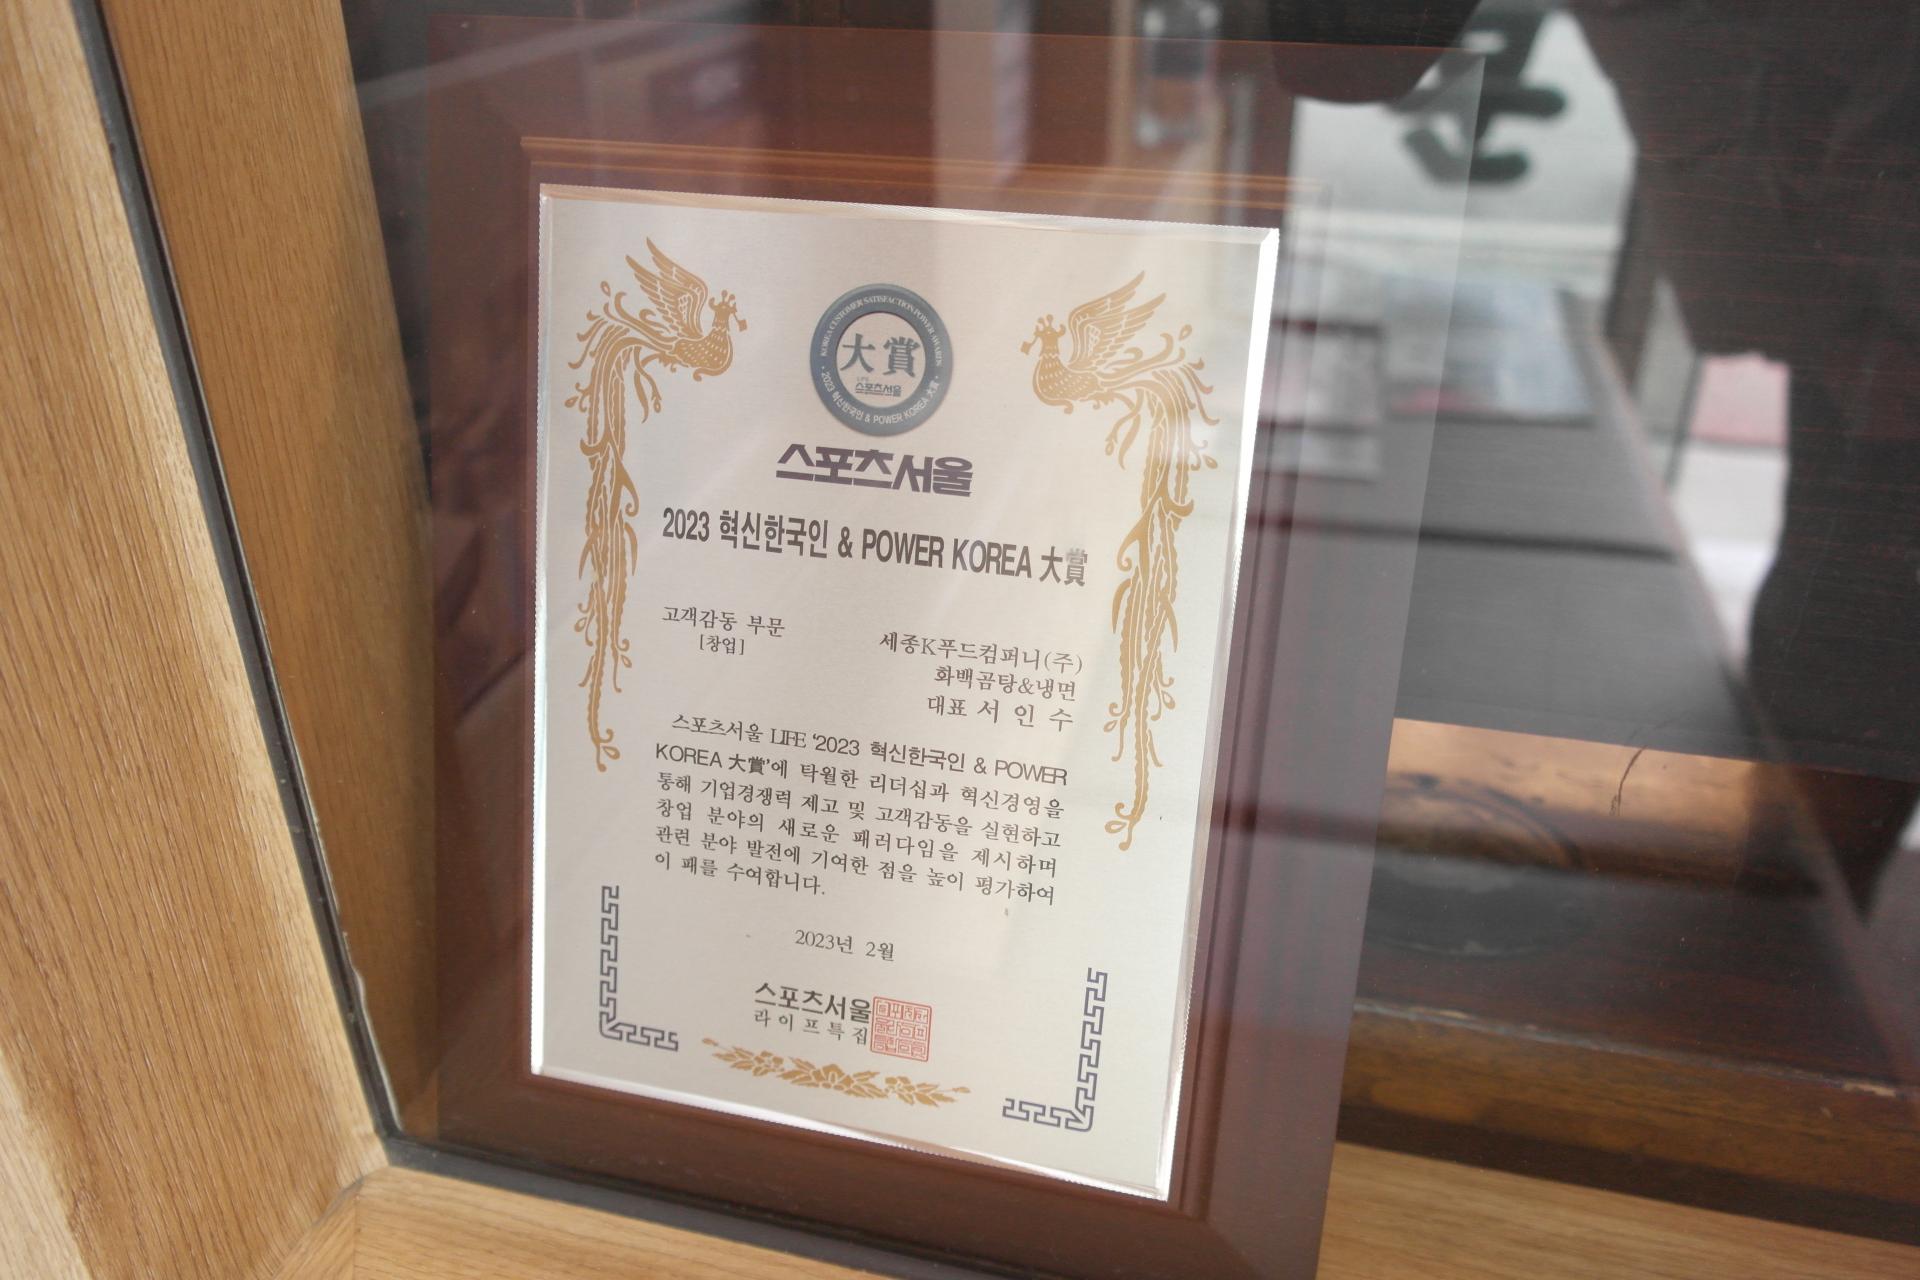 KOREA CUSTOMER SATISFACTION POWER AWARDS
大賞
LIFE
스포츠서울
2023 혁신한국인 & POWER KOREA 大賞
스포츠서울
2023 혁신한국인 & POWER KOREA 大賞
고객감동 부문
[창업]
세종K푸드컴퍼니(주)
화백곰탕&냉면
대표 서 인 수
스포츠서울 LIFE '2023 혁신한국인 & POWER
KOREA 大賞'에 탁월한 리더십과 혁신경영을
통해 기업경쟁력 제고 및 고객감동을 실현하고
창업 분야의 새로운 패러다임을 제시하며
관련 분야 발전에 기여한 점을 높이 평가하여
이 패를 수여합니다.
2023년 2월
스포츠서울
라이프특집